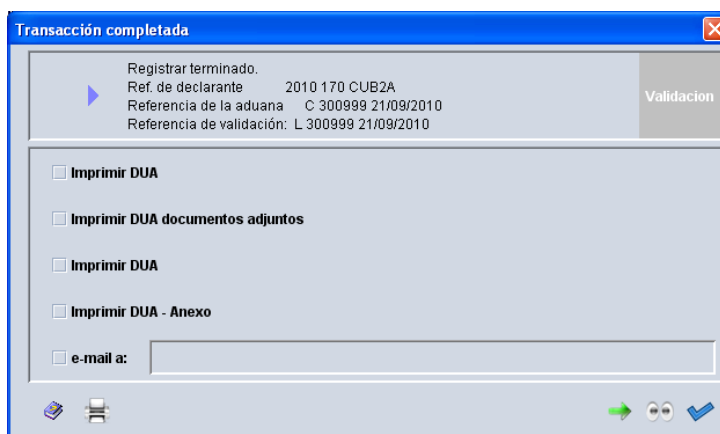 Transacción completada
Registrar terminado.
Ref. de declarante 2010 170 CUB2A
Referencia de la aduana C 300999 21/09/2010
Referencia de validación: L 300999 21/09/2010
Validacion
Imprimir DUA
Imprimir DUA documentos adjuntos
Imprimir DUA
Imprimir DUA - Anexo
e-mail a: